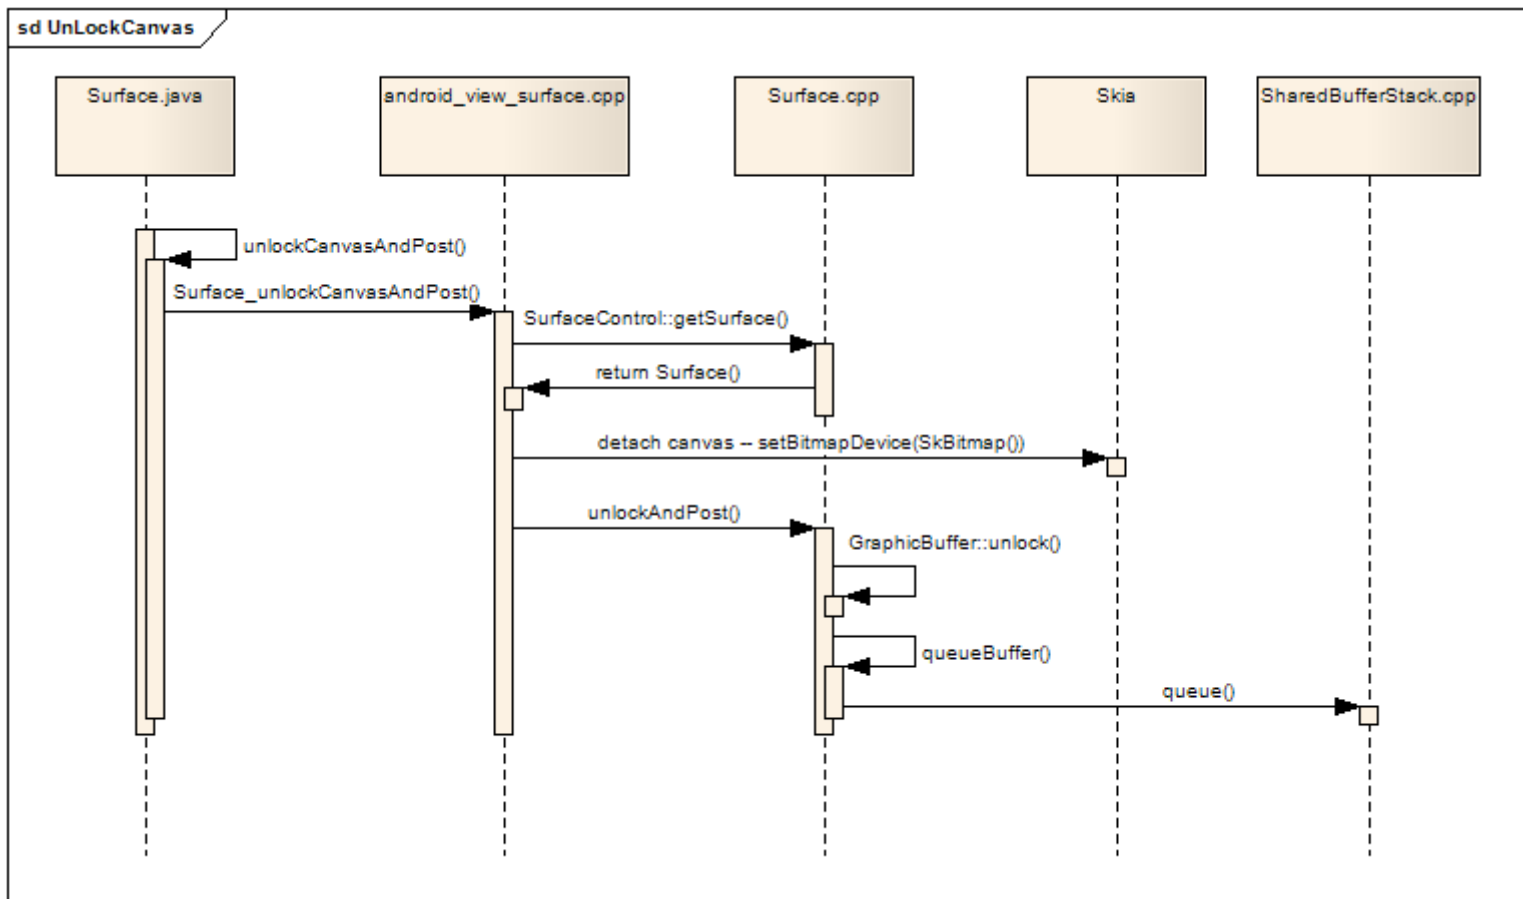 sd UnLockCanvas
Surface.java
android_view_surface.cpp
Surface.cpp
Skia
SharedBufferStack.cpp
unlockCanvasAndPost()
Surface_unlockCanvasAndPost()
SurfaceControl::getSurface()
return Surface()
detach canvas -- setBitmapDevice(SkBitmap())
unlockAndPost()
GraphicBuffer::unlock()
queueBuffer()
queue()